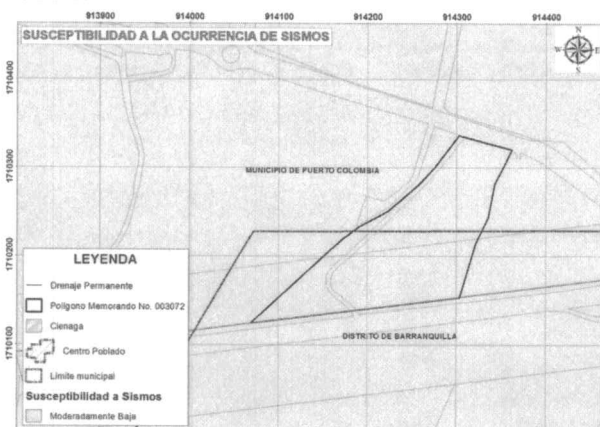 913900 914000 914100 914200 914300 914400
SUSCEPTIBILIDAD A LA OCURRENCIA DE SISMOS
N
W E
S
1710400
1710300
1710200
1710100
MUNICIPIO DE PUERTO COLOMBIA
DISTRITO DE BARRANQUILLA
LEYENDA
Drenaje Permanente
Poligono Memorando No. 003072
Cienaga
Centro Poblado
Limite municipal
Susceptibilidad a Sismos
Moderadamente Baja